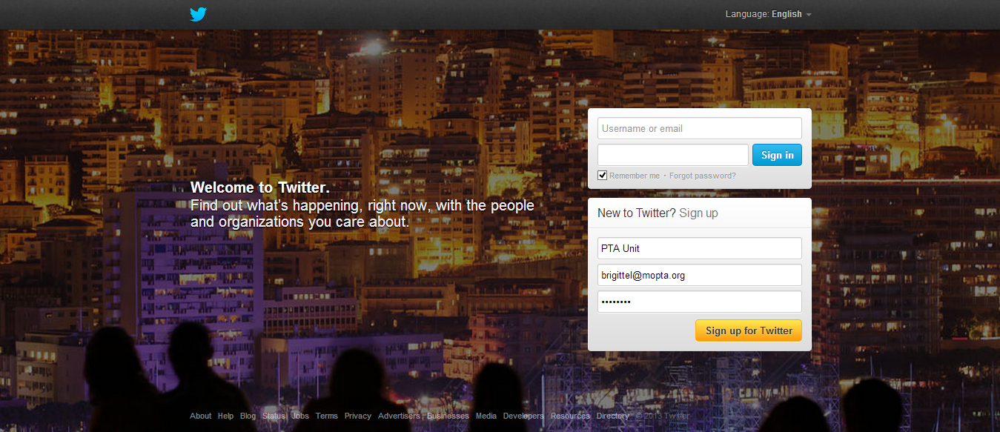 Language: English
Welcome to Twitter.
Find out what's happening, right now, with the people
and organizations you care about.
Username or email
Sign in
Remember me · Forgot password?
New to Twitter? Sign up
PTA Unit
brigittel@mopta.org
••••••••
Sign up for Twitter
About Help Blog Status Jobs Terms Privacy Advertisers Businesses Media Developers Resources Directory © 2013 Twitter